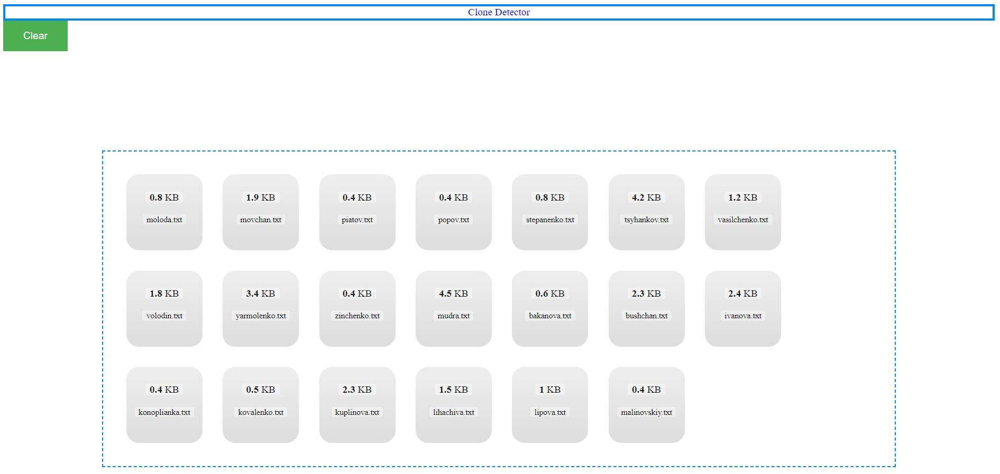 Clone Detector
Clear
0.8 KB
moloda.txt
1.9 KB
movchan.txt
0.4 KB
piatov.txt
0.4 KB
popov.txt
0.8 KB
stepanenko.txt
4.2 KB
tsyhankov.txt
1.2 KB
vasilchenko.txt
1.8 KB
volodin.txt
3.4 KB
yarmolenko.txt
0.4 KB
zinchenko.txt
4.5 KB
mudra.txt
0.6 KB
bakanova.txt
2.3 KB
bushchan.txt
2.4 KB
ivanova.txt
0.4 KB
konoplianka.txt
0.5 KB
kovalenko.txt
2.3 KB
kuplinova.txt
1.5 KB
lihachiva.txt
1 KB
lipova.txt
0.4 KB
malinovskiy.txt